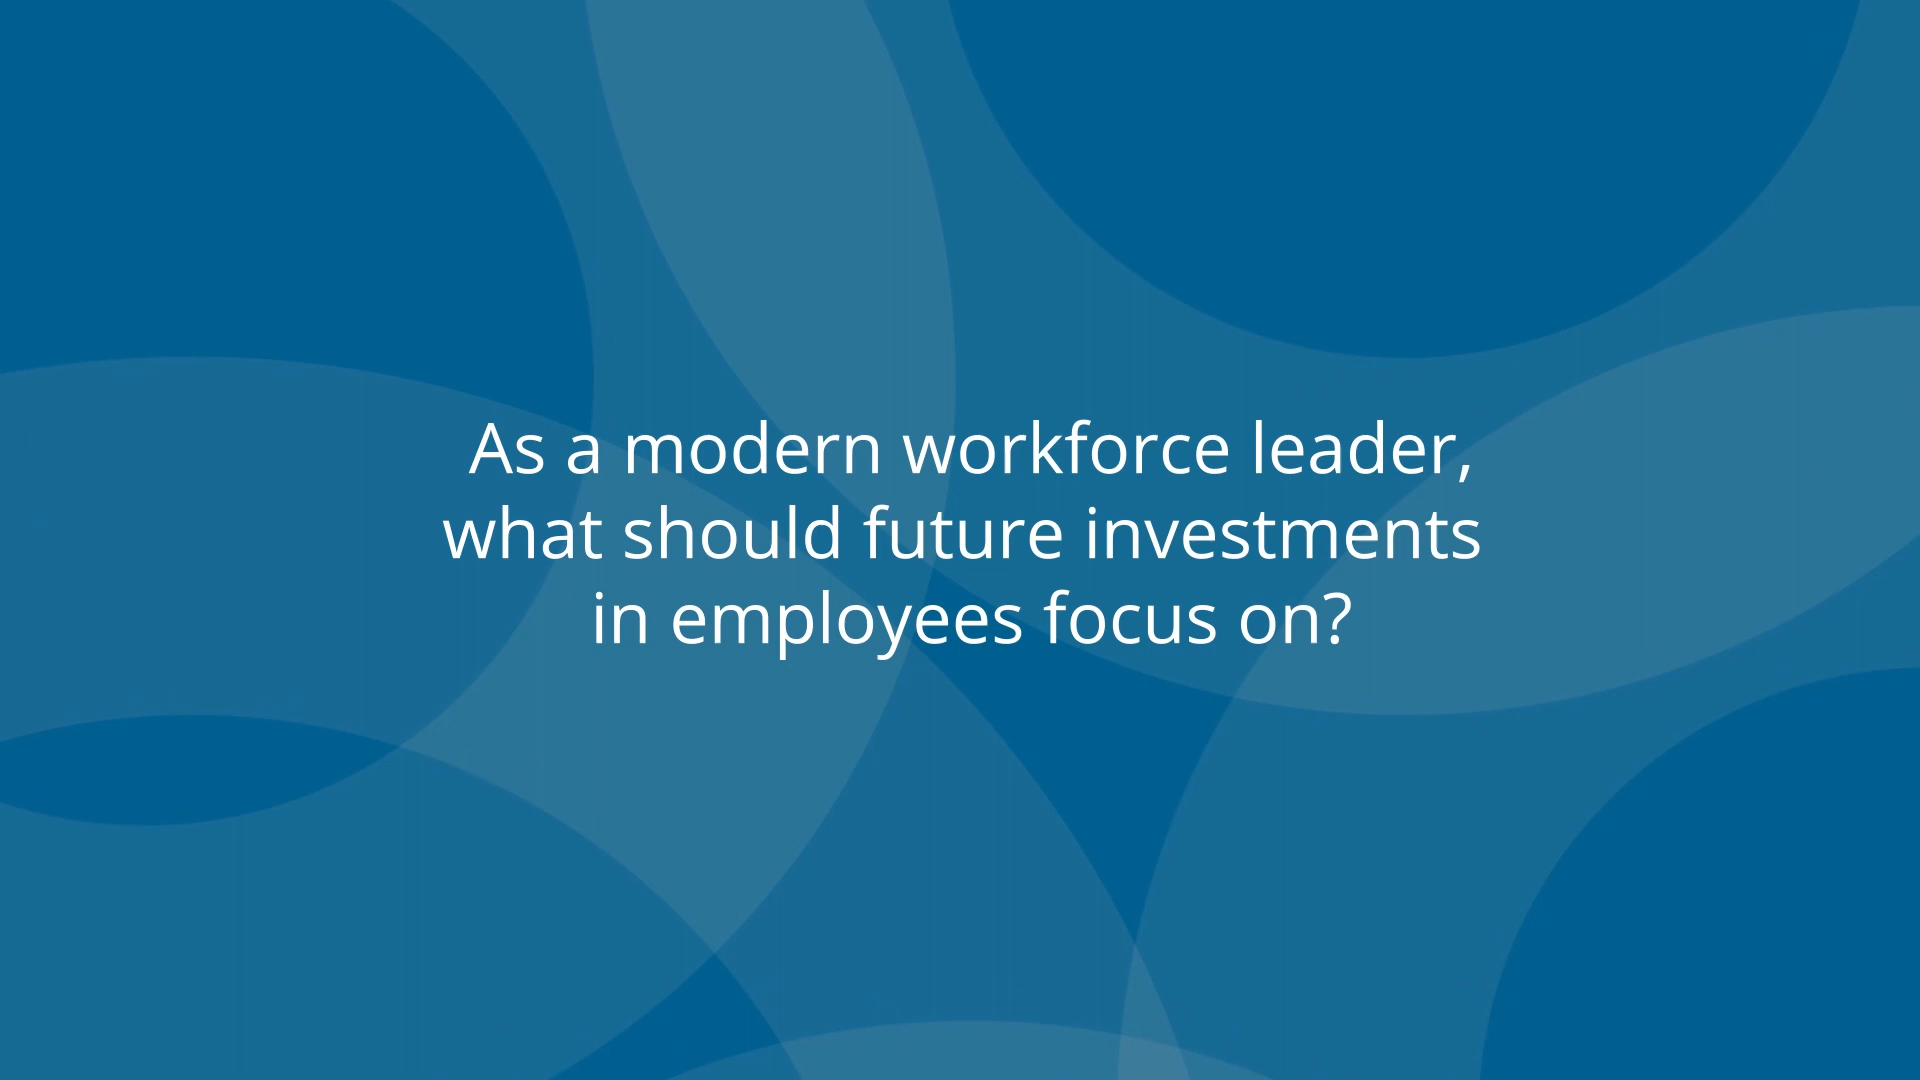 As a modern workforce leader,
what should future investments
in employees focus on?